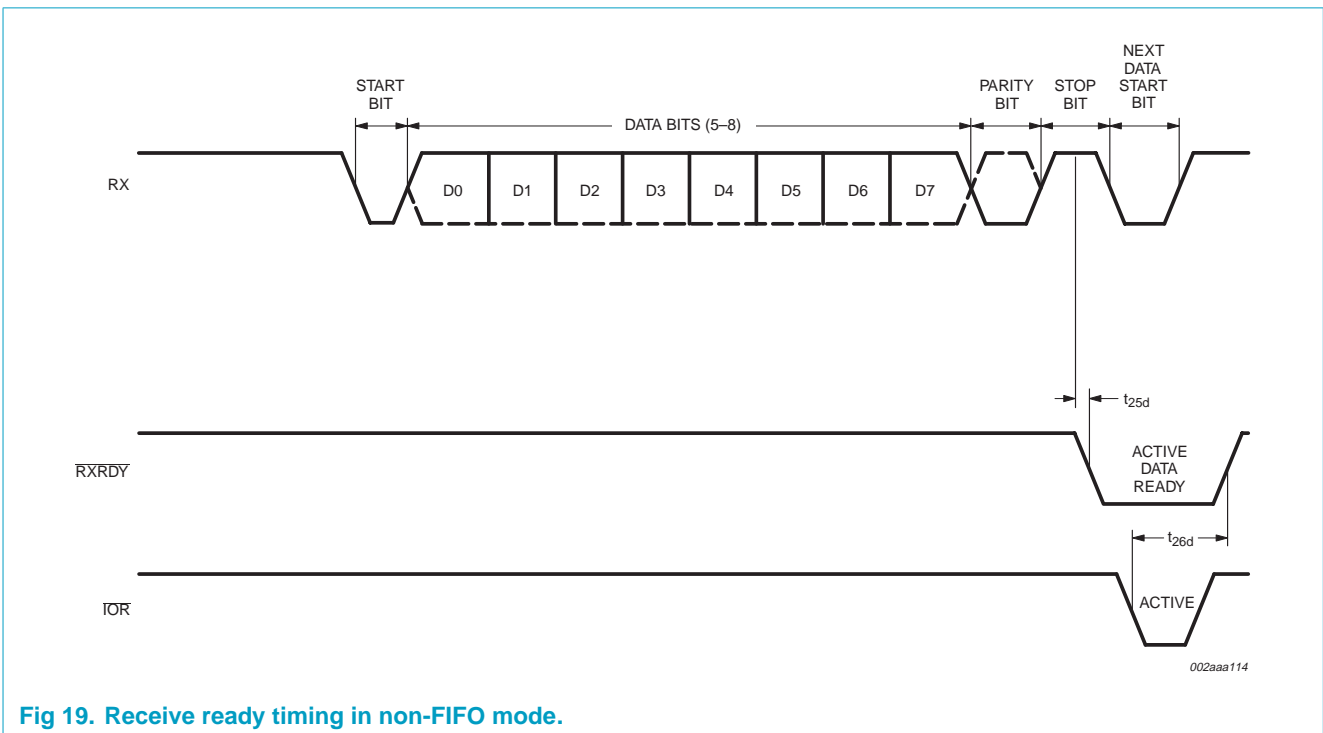 NEXT
DATA
START
BIT
START
BIT
PARITY
BIT
STOP
BIT
DATA BITS (5–8)
RX
D0 D1 D2 D3 D4 D5 D6 D7
t25d
RXRDY
ACTIVE
DATA
READY
t26d
IOR
ACTIVE
002aaa114
Fig 19. Receive ready timing in non-FIFO mode.